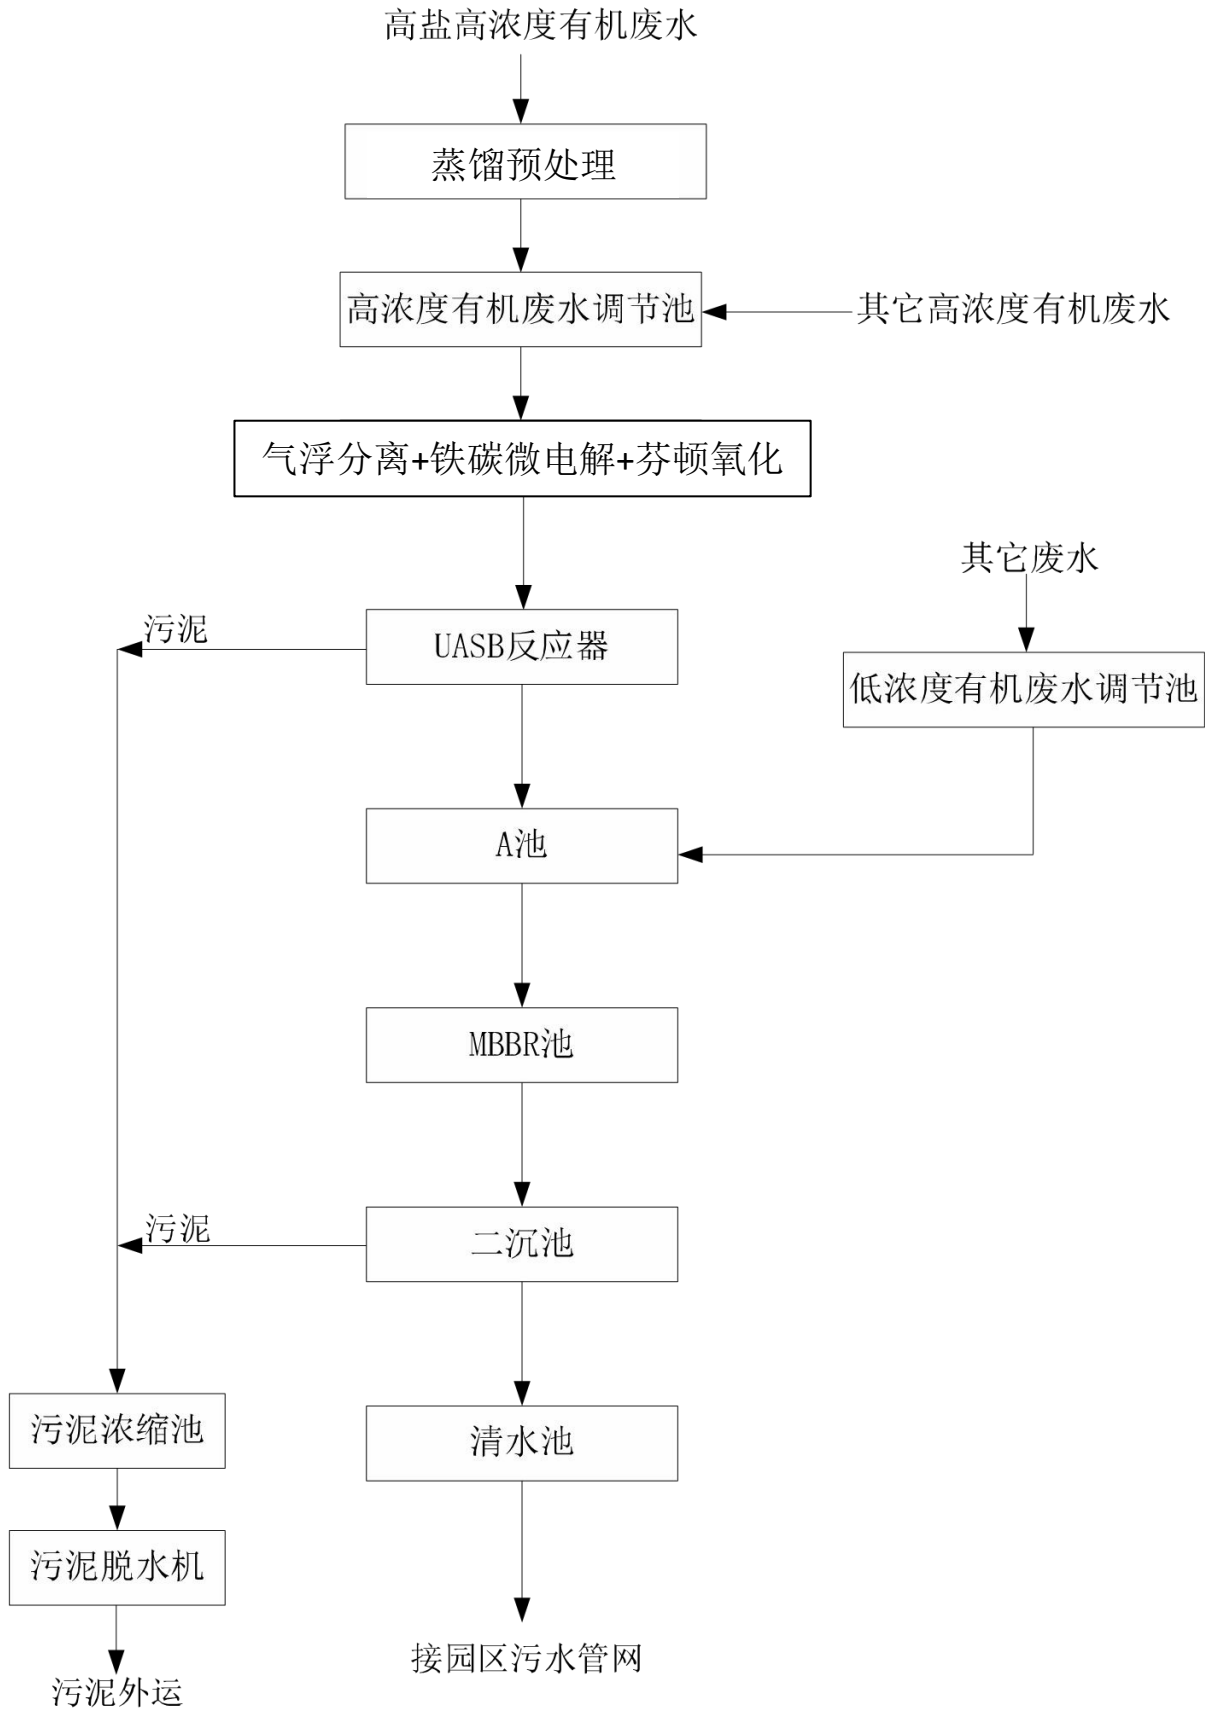 高盐高浓度有机废水
蒸馏预处理
高浓度有机废水调节池
其它高浓度有机废水
气浮分离+铁碳微电解+芬顿氧化
其它废水
污泥
UASB反应器
低浓度有机废水调节池
A池
MBBR池
污泥
二沉池
污泥浓缩池
清水池
污泥脱水机
接园区污水管网
污泥外运